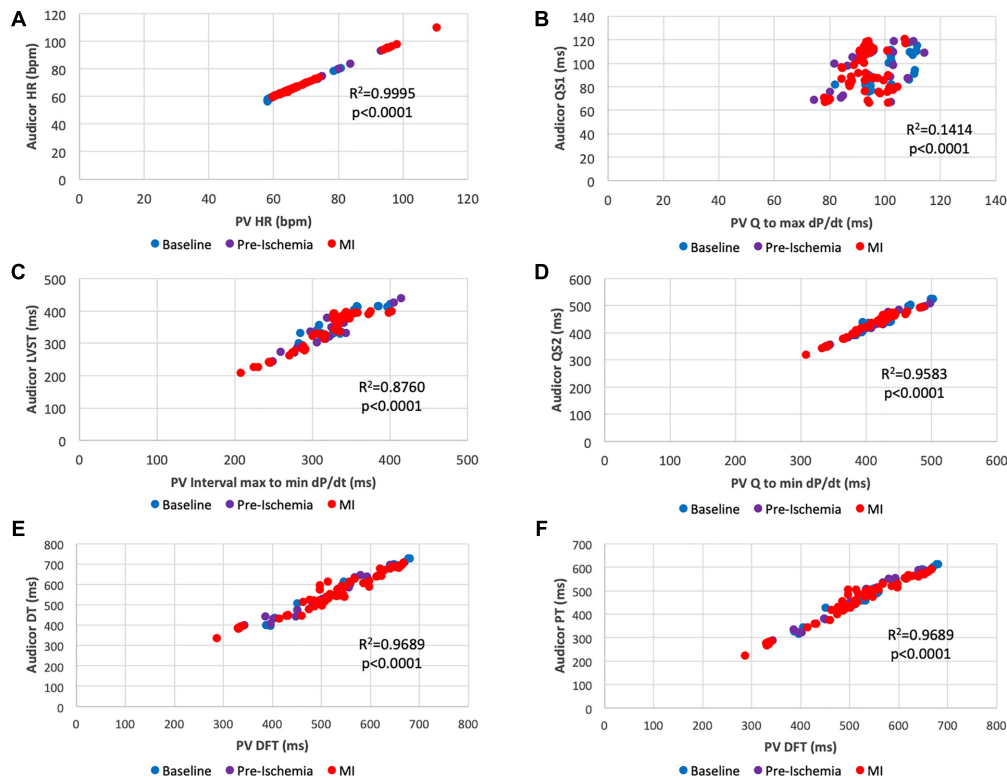 A
Audicor HR (bpm)
120
100
80
60
40
20
0
R²=0.9995
p<0.0001
0 20 40 60 80 100 120
PV HR (bpm)
Baseline Pre-Ischemia MI
B
Audicor QS1 (ms)
140
120
100
80
60
40
20
0
R²=0.1414
p<0.0001
0 20 40 60 80 100 120 140
PV Q to max dP/dt (ms)
Baseline Pre-Ischemia MI
C
Audicor LVST (ms)
500
400
300
200
100
0
R²=0.8760
p<0.0001
0 100 200 300 400 500
PV Interval max to min dP/dt (ms)
Baseline Pre-Ischemia MI
D
Audicor QS2 (ms)
600
500
400
300
200
100
0
R²=0.9583
p<0.0001
0 100 200 300 400 500 600
PV Q to min dP/dt (ms)
Baseline Pre-Ischemia MI
E
Audicor DT (ms)
800
700
600
500
400
300
200
100
0
R²=0.9689
p<0.0001
0 100 200 300 400 500 600 700 800
PV DFT (ms)
Baseline Pre-Ischemia MI
F
Audicor PT (ms)
700
600
500
400
300
200
100
0
R²=0.9689
p<0.0001
0 100 200 300 400 500 600 700 800
PV DFT (ms)
Baseline Pre-Ischemia MI